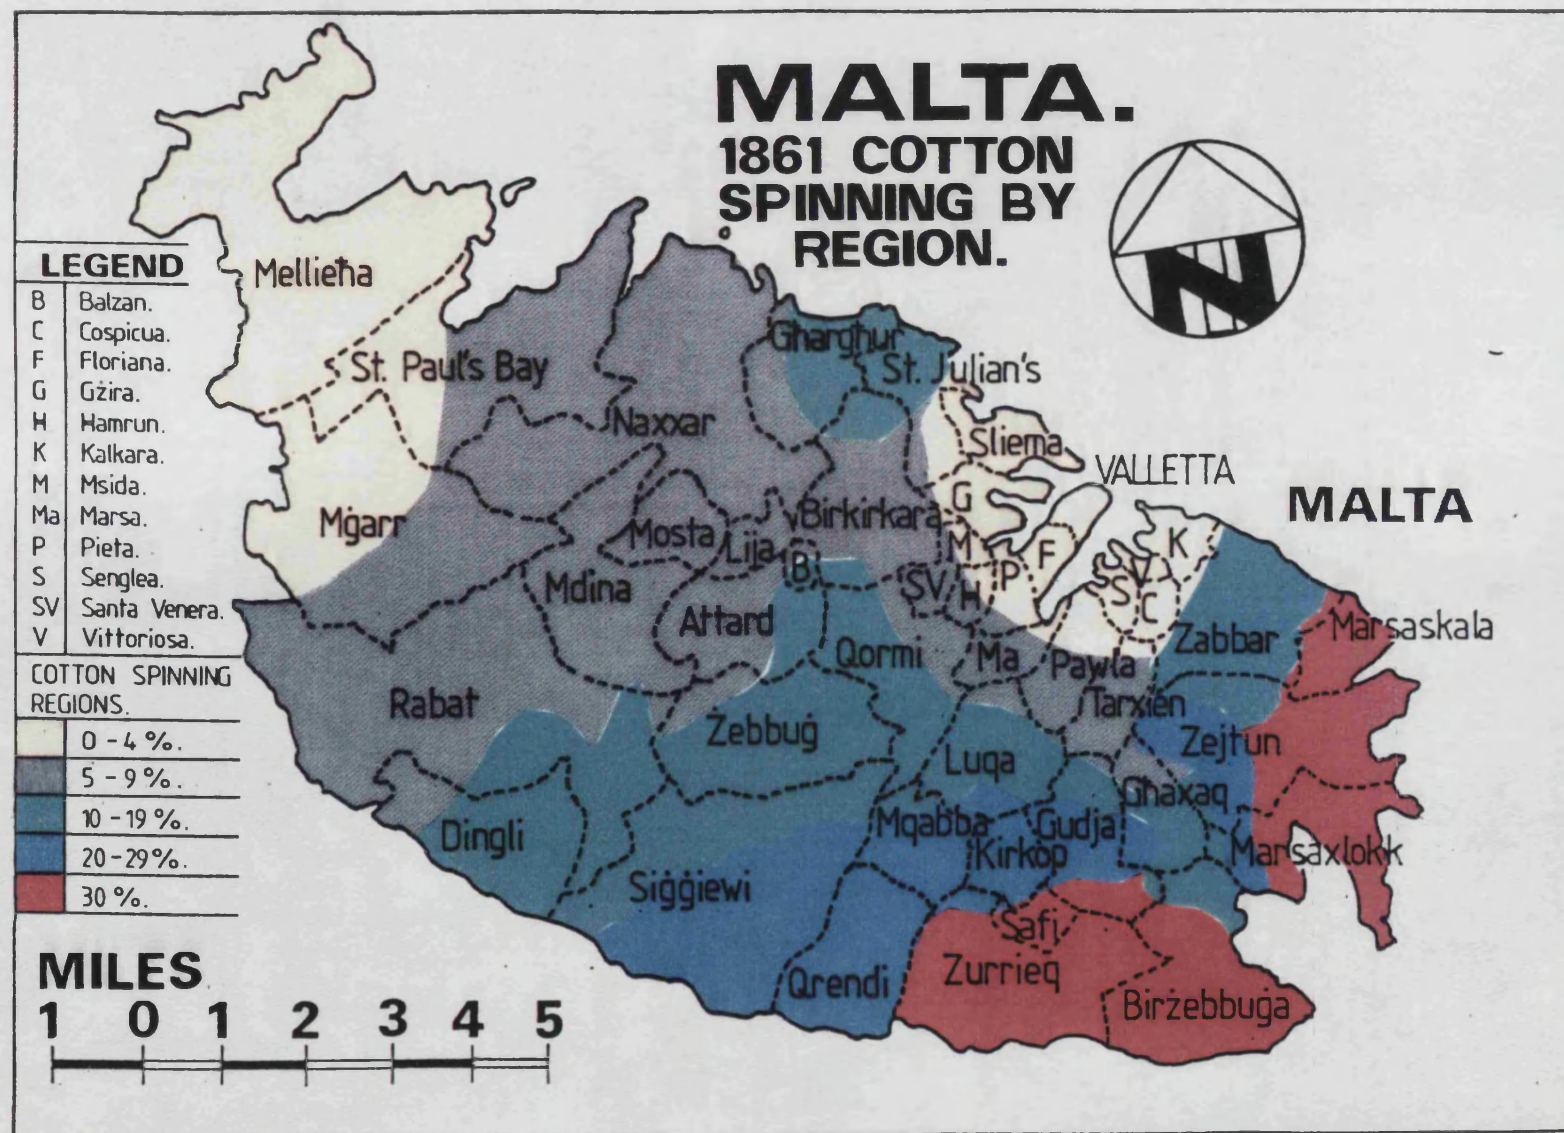 MALTA.
1861 COTTON
SPINNING BY
REGION.
N
LEGEND
B Balzan.
C Cospicua.
F Floriana.
G Gżira.
H Hamrun.
K Kalkara.
M Msida.
Ma Marsa.
P Pieta.
S Senglea.
SV Santa Venera.
V Vittoriosa.
COTTON SPINNING
REGIONS.
0-4%.
5-9%.
10-19%.
20-29%.
30%.
MILES
1 0 1 2 3 4 5
Mellieħa
St. Paul's Bay
Gharghur
St. Julian's
Naxxar
Sliema
VALLETTA
MALTA
Mġarr
Mosta
Lija
Birkirkara
G
M
F
K
B
P
V
S
C
SV
H
Mdina
Attard
Qormi
Ma
Pawla
Zabbar
Marsaskala
Rabat
Żebbuġ
Tarxien
Zejtun
Luqa
Għaxaq
Dingli
Mqabba
Gudja
Kirkop
Marsaxlokk
Siġġiewi
Safi
Qrendi
Zurrieq
Birżebbuġa